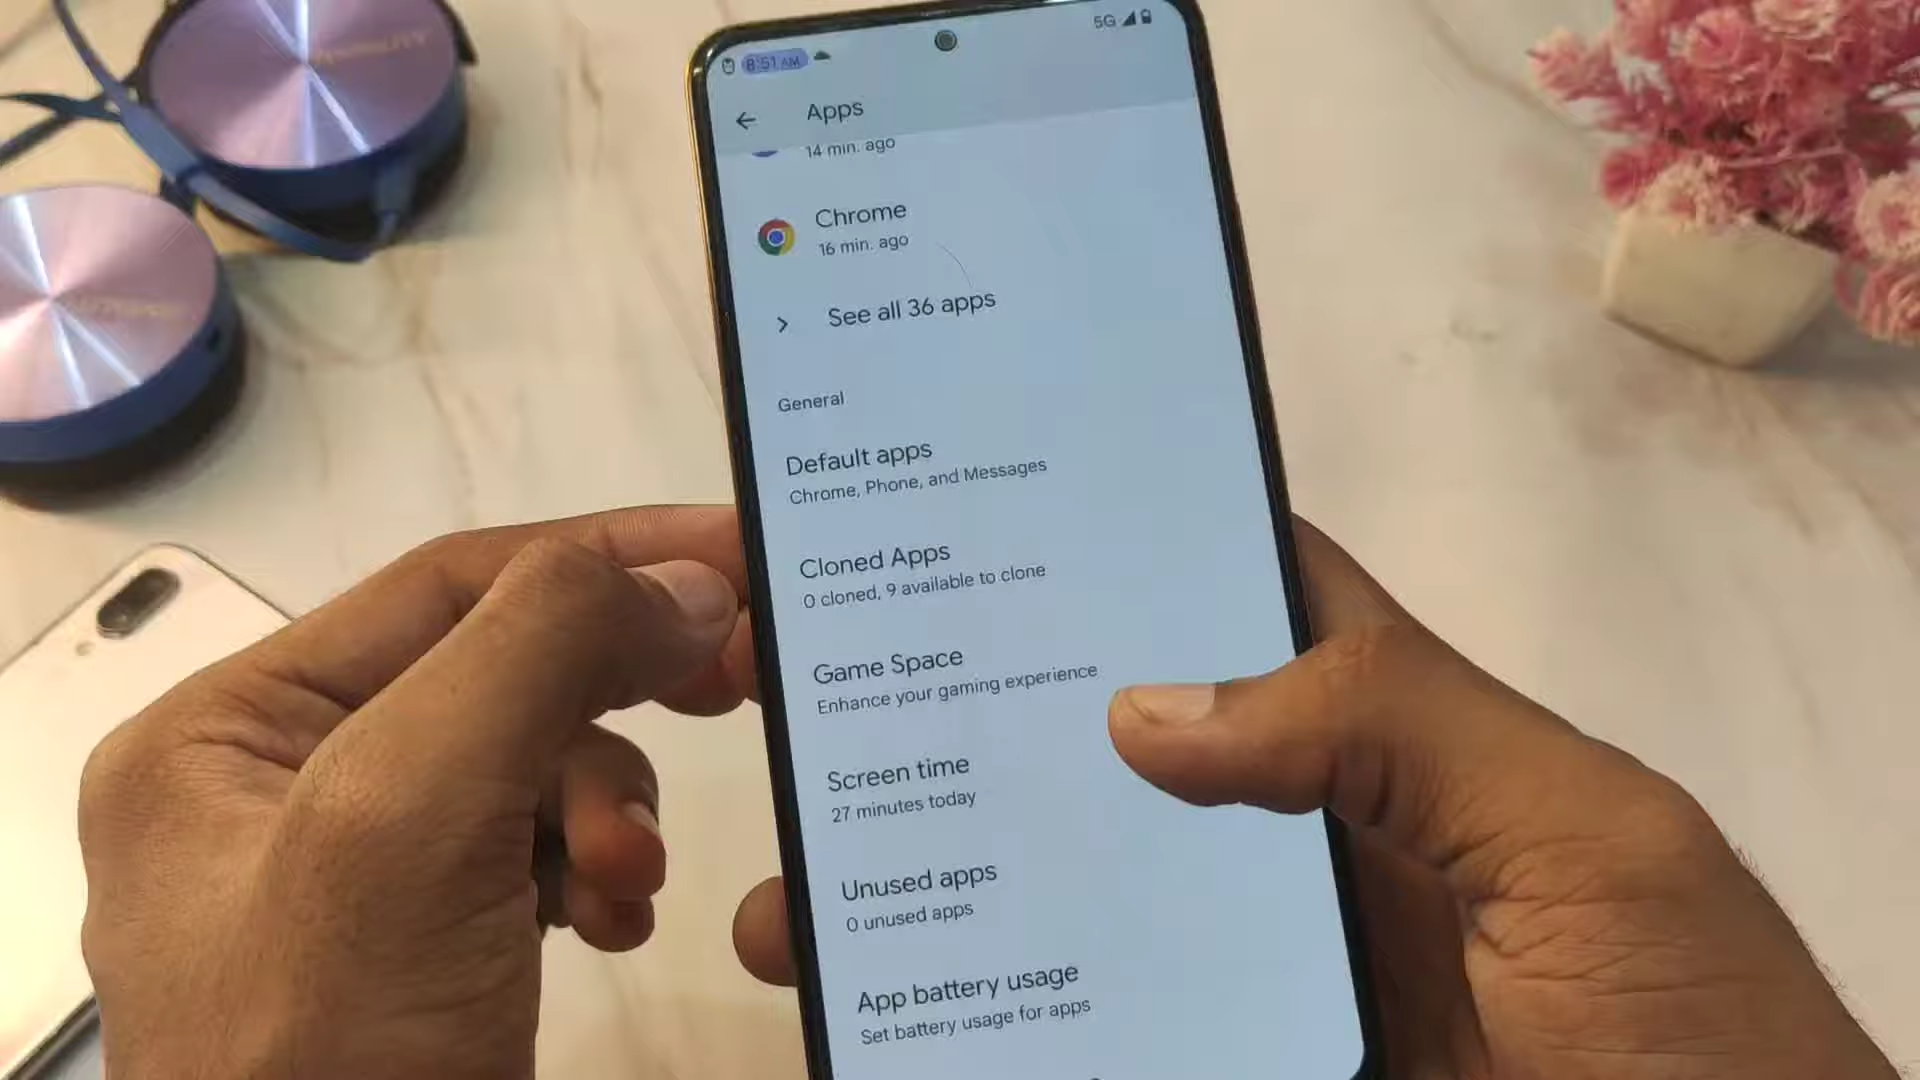 8:51 AM
5G
Apps
14 min. ago
Chrome
16 min. ago
See all 36 apps
General
Default apps
Chrome, Phone, and Messages
Cloned Apps
0 cloned, 9 available to clone
Game Space
Enhance your gaming experience
Screen time
27 minutes today
Unused apps
0 unused apps
App battery usage
Set battery usage for apps